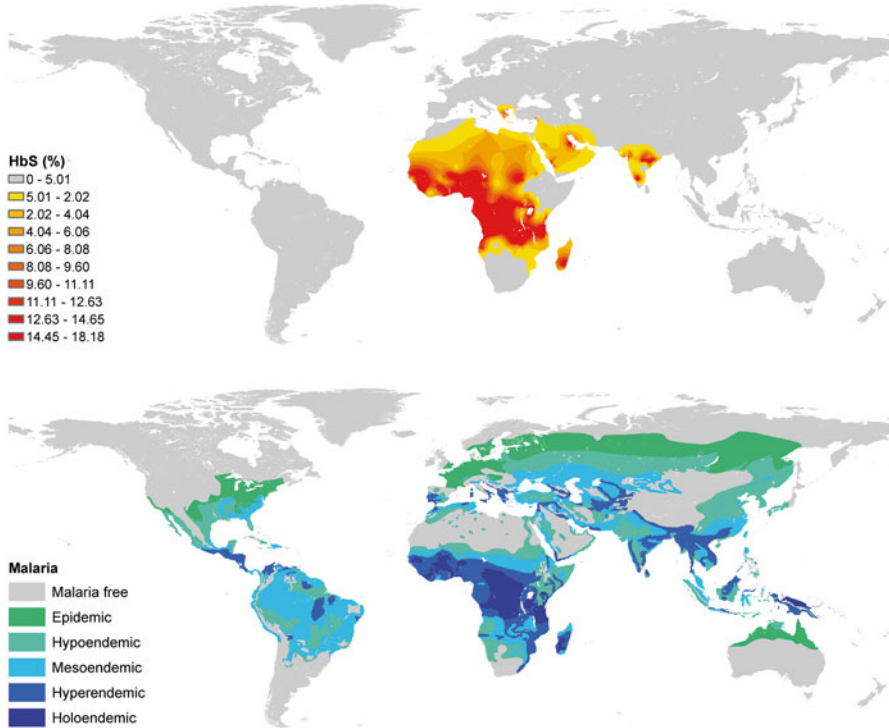 HbS (%)
0 - 5.01
5.01 - 2.02
2.02 - 4.04
4.04 - 6.06
6.06 - 8.08
8.08 - 9.60
9.60 - 11.11
11.11 - 12.63
12.63 - 14.65
14.45 - 18.18
Malaria
Malaria free
Epidemic
Hypoendemic
Mesoendemic
Hyperendemic
Holoendemic